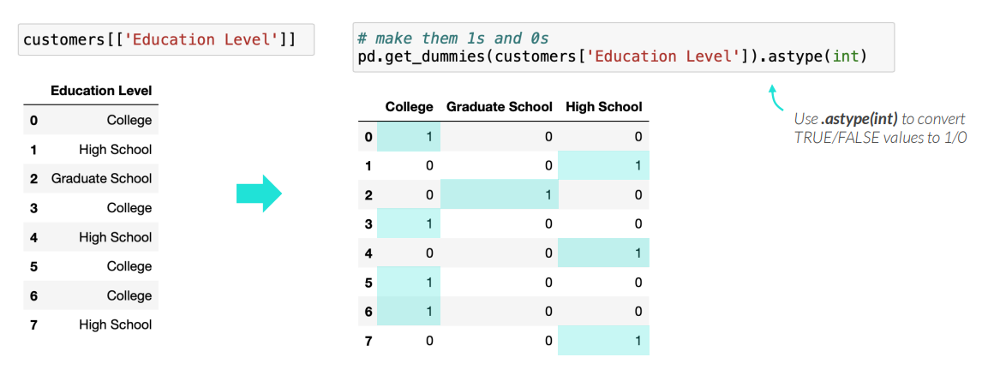 customers[['Education Level']]
Education Level
0 College
1 High School
2 Graduate School
3 College
4 High School
5 College
6 College
7 High School
# make them 1s and 0s
pd.get_dummies(customers['Education Level']).astype(int)
College Graduate School High School
0 1 0 0
1 0 0 1
2 0 1 0
3 1 0 0
4 0 0 1
5 1 0 0
6 1 0 0
7 0 0 1
Use .astype(int) to convert
TRUE/FALSE values to 1/0